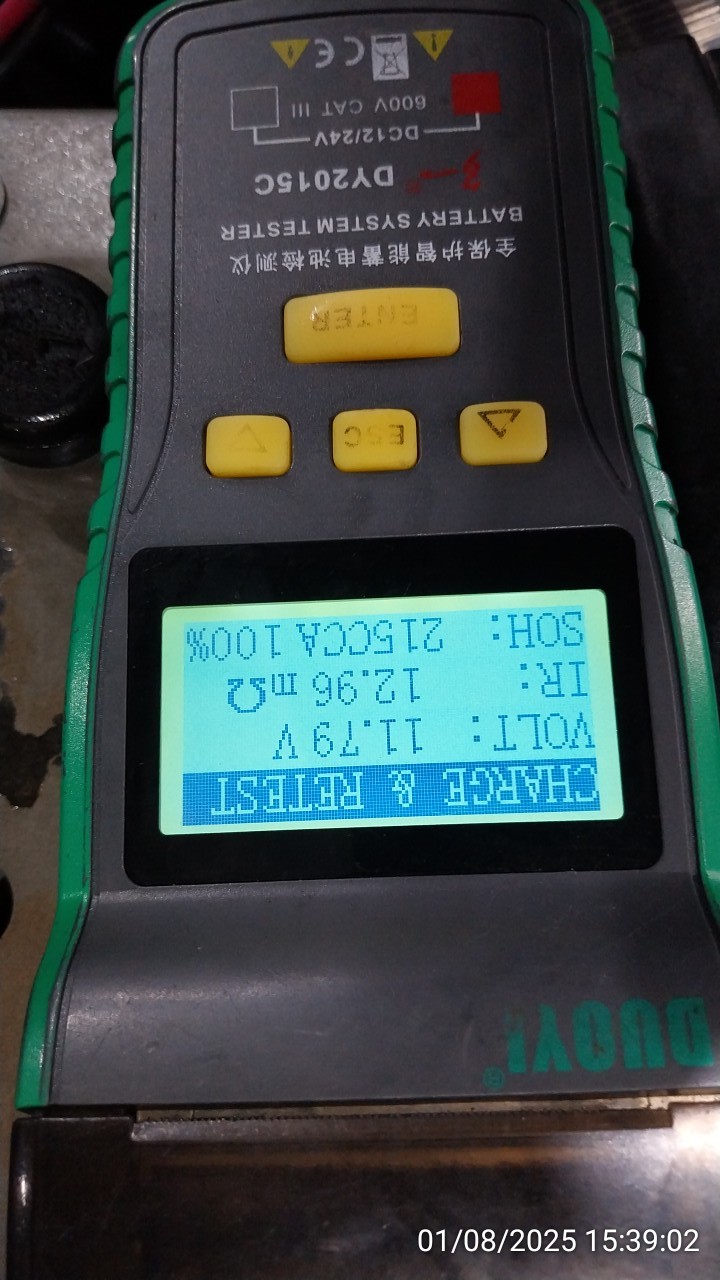 DUOYI®
CHARGE & RETEST
VOLT: 11.79 V
IR: 12.96 mΩ
SOH: 215CCA 100%
ESC
ENTER
全保护智能蓄电池检测仪
BATTERY SYSTEM TESTER
DY2015C
DC12/24V
600V CAT III
CE
01/08/2025 15:39:02